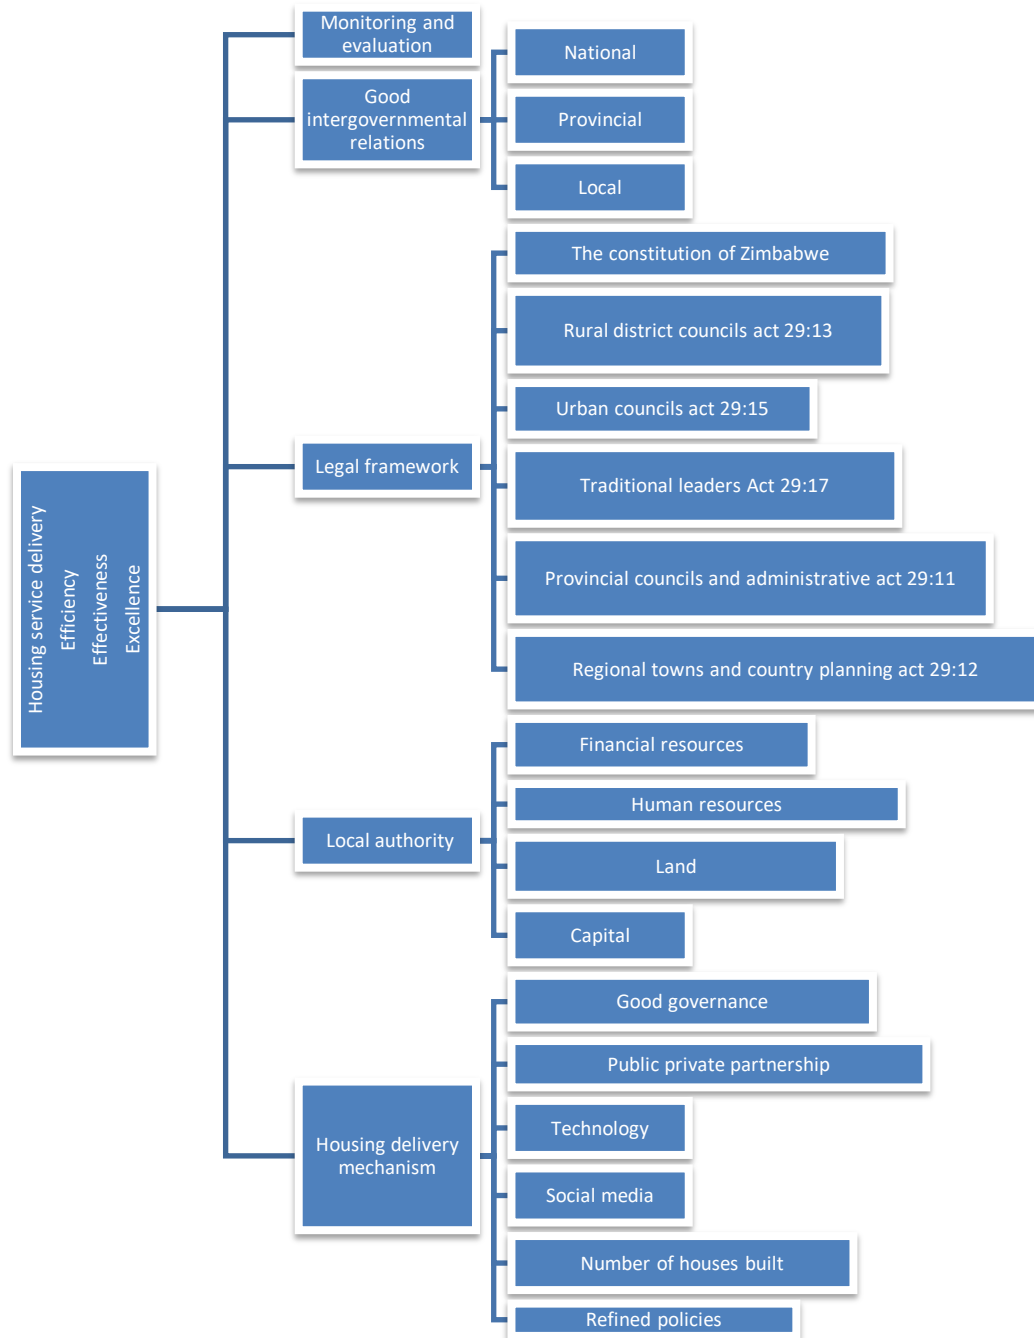 Housing service delivery
Efficiency
Effectiveness
Excellence
Monitoring and
evaluation
Good
intergovernmental
relations
National
Provincial
Local
Legal framework
The constitution of Zimbabwe
Rural district councils act 29:13
Urban councils act 29:15
Traditional leaders Act 29:17
Provincial councils and administrative act 29:11
Regional towns and country planning act 29:12
Local authority
Financial resources
Human resources
Land
Capital
Housing delivery
mechanism
Good governance
Public private partnership
Technology
Social media
Number of houses built
Refined policies